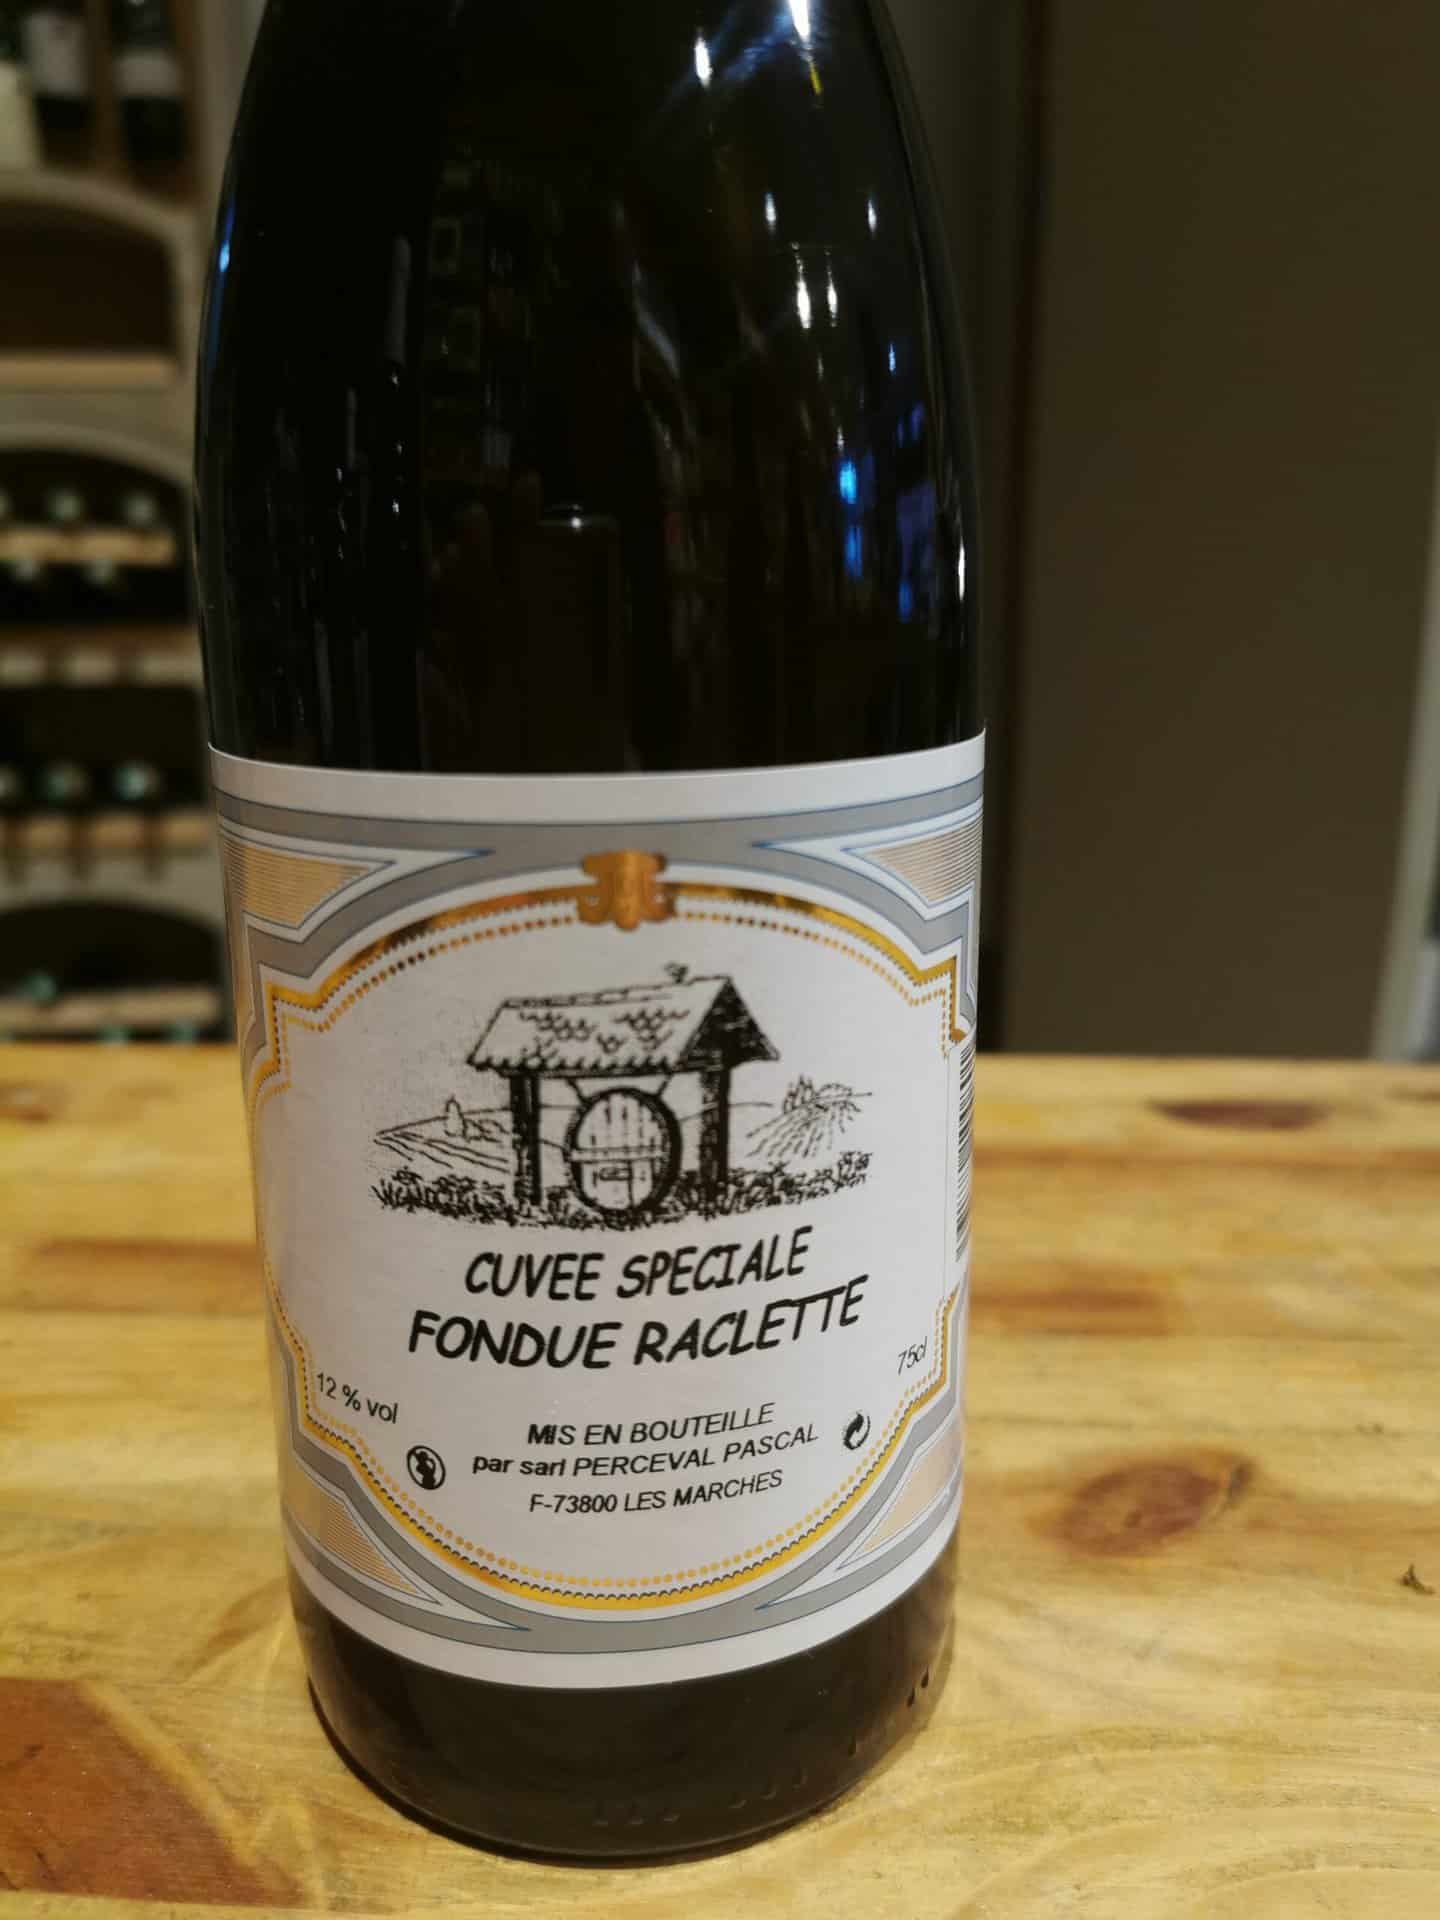 CUVEE SPECIALE
FONDUE RACLETTE
12 % vol
75cl
MIS EN BOUTEILLE
par sarl PERCEVAL PASCAL
F-73800 LES MARCHES